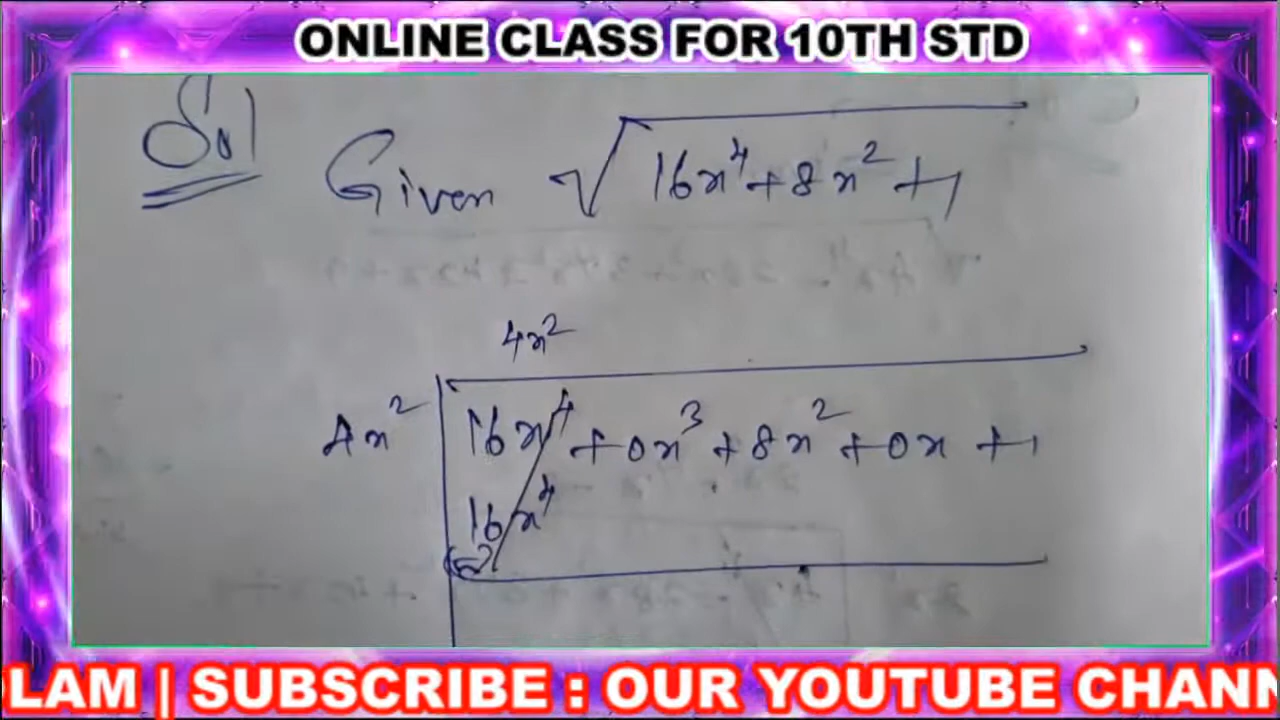 ONLINE CLASS FOR 10TH STD
Sol
Given √16x⁴+8x²+1
4x²
4x² 16x⁴ +0x³ +8x² +0x +1
16x⁴
(-)
LAM | SUBSCRIBE : OUR YOUTUBE CHANN